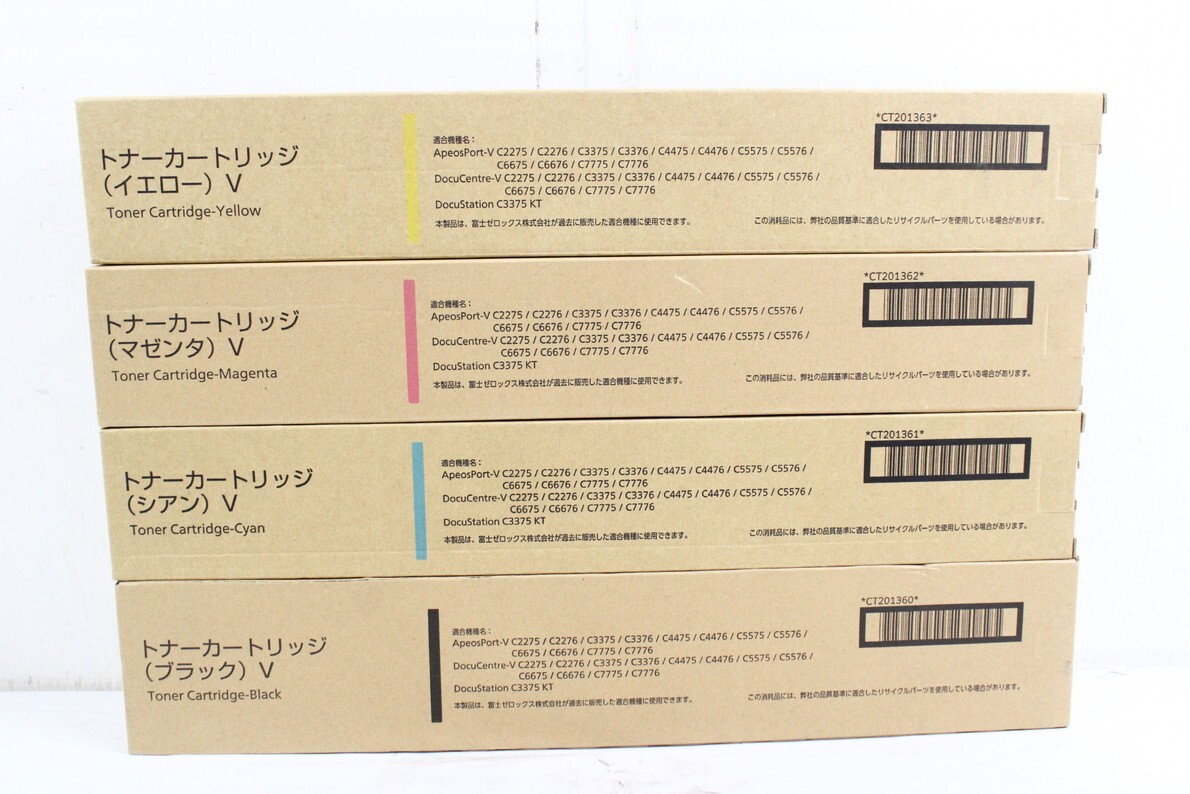 トナーカートリッジ
（イエロー）V
Toner Cartridge-Yellow
適合機種名：
ApeosPort-V C2275 / C2276 / C3375 / C3376 / C4475 / C4476 / C5575 / C5576 /
C6675 / C6676 / C7775 / C7776
DocuCentre-V C2275 / C2276 / C3375 / C3376 / C4475 / C4476 / C5575 / C5576 /
C6675 / C6676 / C7775 / C7776
DocuStation C3375 KT
本製品は、富士ゼロックス株式会社が過去に販売した適合機種に使用できます。
*CT201363*
この消耗品には、弊社の品質基準に適合したリサイクルパーツを使用している場合があります。
トナーカートリッジ
（マゼンタ）V
Toner Cartridge-Magenta
適合機種名：
ApeosPort-V C2275 / C2276 / C3375 / C3376 / C4475 / C4476 / C5575 / C5576 /
C6675 / C6676 / C7775 / C7776
DocuCentre-V C2275 / C2276 / C3375 / C3376 / C4475 / C4476 / C5575 / C5576 /
C6675 / C6676 / C7775 / C7776
DocuStation C3375 KT
本製品は、富士ゼロックス株式会社が過去に販売した適合機種に使用できます。
*CT201362*
この消耗品には、弊社の品質基準に適合したリサイクルパーツを使用している場合があります。
トナーカートリッジ
（シアン）V
Toner Cartridge-Cyan
適合機種名：
ApeosPort-V C2275 / C2276 / C3375 / C3376 / C4475 / C4476 / C5575 / C5576 /
C6675 / C6676 / C7775 / C7776
DocuCentre-V C2275 / C2276 / C3375 / C3376 / C4475 / C4476 / C5575 / C5576 /
C6675 / C6676 / C7775 / C7776
DocuStation C3375 KT
本製品は、富士ゼロックス株式会社が過去に販売した適合機種に使用できます。
*CT201361*
この消耗品には、弊社の品質基準に適合したリサイクルパーツを使用している場合があります。
トナーカートリッジ
（ブラック）V
Toner Cartridge-Black
適合機種名：
ApeosPort-V C2275 / C2276 / C3375 / C3376 / C4475 / C4476 / C5575 / C5576 /
C6675 / C6676 / C7775 / C7776
DocuCentre-V C2275 / C2276 / C3375 / C3376 / C4475 / C4476 / C5575 / C5576 /
C6675 / C6676 / C7775 / C7776
DocuStation C3375 KT
本製品は、富士ゼロックス株式会社が過去に販売した適合機種に使用できます。
*CT201360*
この消耗品には、弊社の品質基準に適合したリサイクルパーツを使用している場合があります。